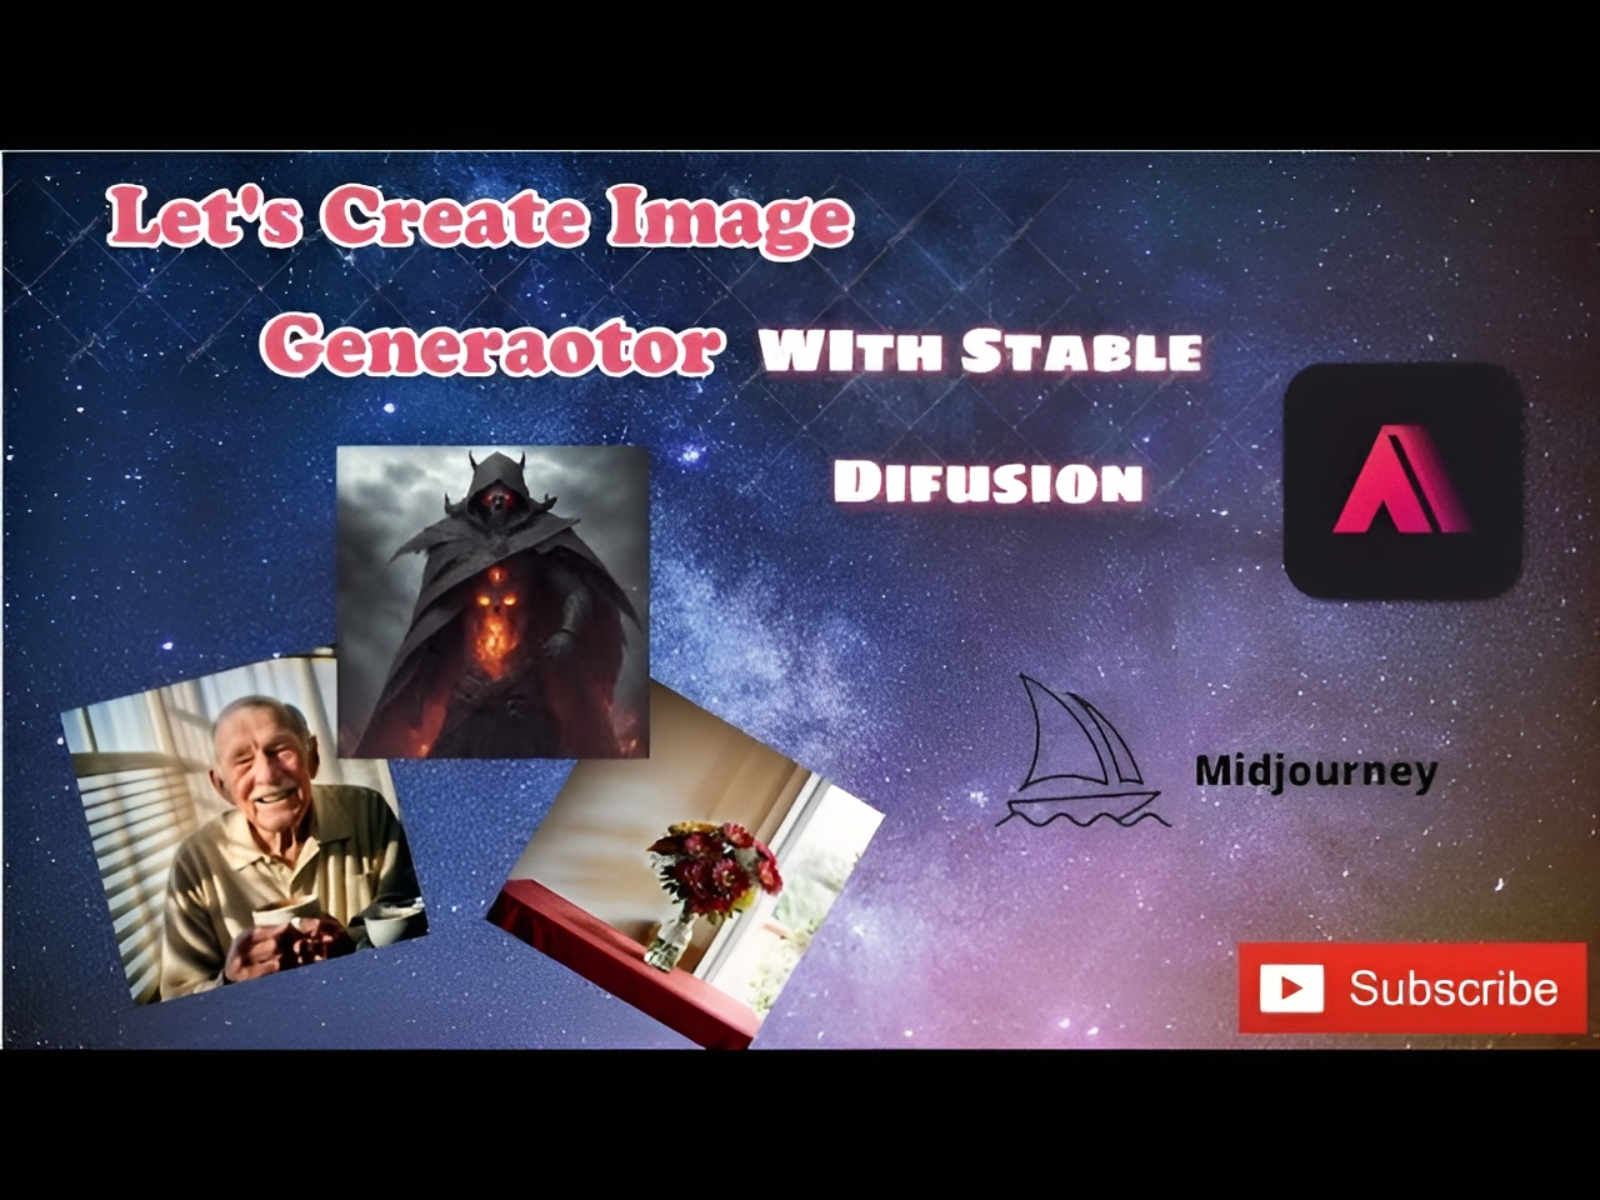 Let's Create Image
Generaotor WIth Stable
Difusion
Midjourney
Subscribe